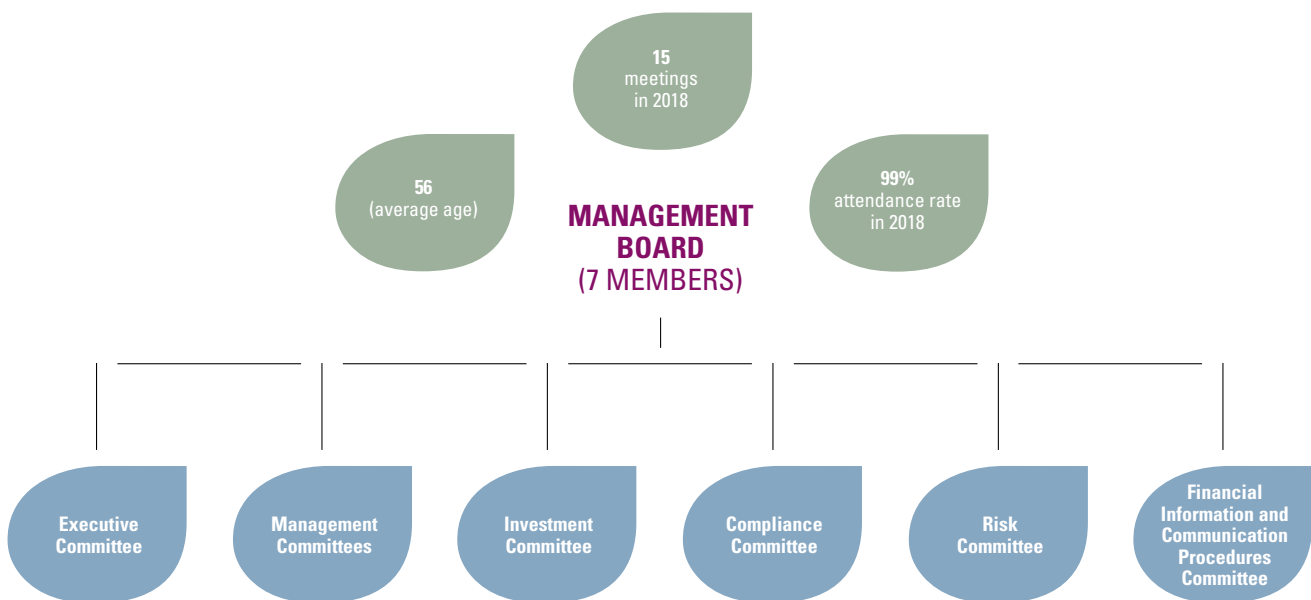 15
meetings
in 2018
56
(average age)
99%
attendance rate
in 2018
MANAGEMENT
BOARD
(7 MEMBERS)
Executive
Committee
Management
Committees
Investment
Committee
Compliance
Committee
Risk
Committee
Financial
Information and
Communication
Procedures
Committee